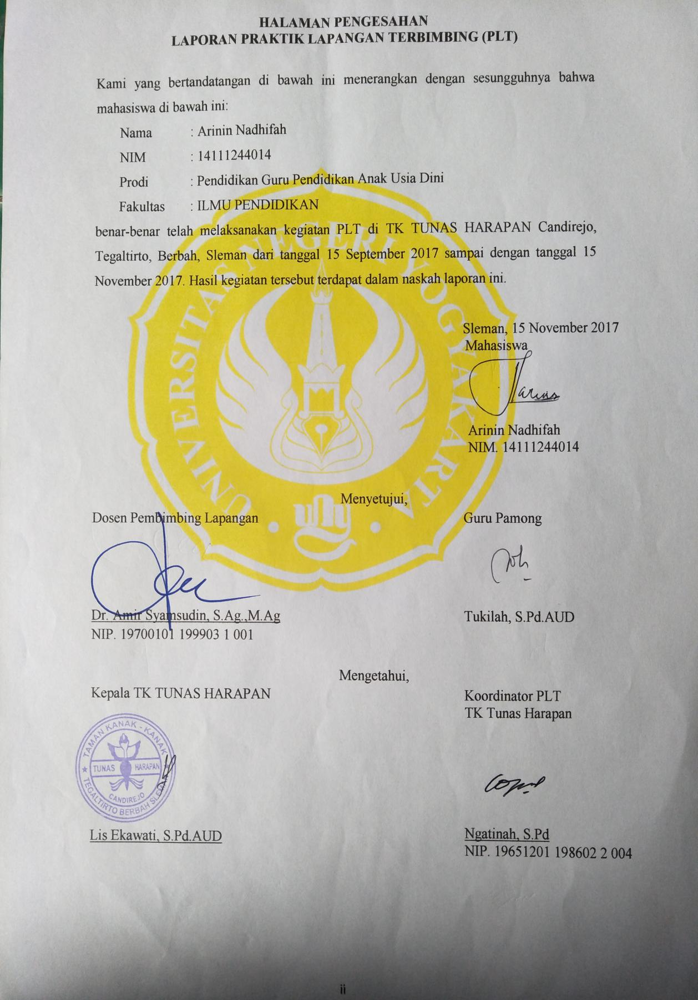 HALAMAN PENGESAHAN
LAPORAN PRAKTIK LAPANGAN TERBIMBING (PLT)
Kami yang bertandatangan di bawah ini menerangkan dengan sesungguhnya bahwa
mahasiswa di bawah ini:
Nama : Arinin Nadhifah
NIM : 14111244014
Prodi : Pendidikan Guru Pendidikan Anak Usia Dini
Fakultas : ILMU PENDIDIKAN
benar-benar telah melaksanakan kegiatan PLT di TK TUNAS HARAPAN Candirejo,
Tegaltirto, Berbah, Sleman dari tanggal 15 September 2017 sampai dengan tanggal 15
November 2017. Hasil kegiatan tersebut terdapat dalam naskah laporan ini.
UNIVERSITAS NEGERI YOGYAKARTA
uny
Sleman, 15 November 2017
Mahasiswa
Arinin Nadhifah
NIM. 14111244014
Menyetujui,
Dosen Pembimbing Lapangan
Guru Pamong
Dr. Amir Syamsudin, S.Ag.,M.Ag
NIP. 19700101 199903 1 001
Tukilah, S.Pd.AUD
Mengetahui,
Kepala TK TUNAS HARAPAN
Koordinator PLT
TK Tunas Harapan
TAMAN KANAK - KANAK
TUNAS HARAPAN
CANDIREJO
TEGALTIRTO BERBAH
Lis Ekawati, S.Pd.AUD
Ngatinah, S.Pd
NIP. 19651201 198602 2 004
ii